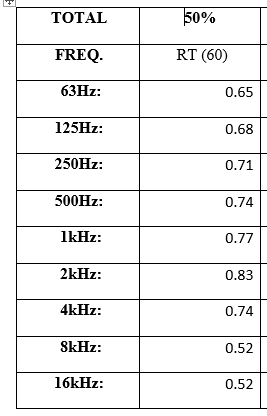 TOTAL 50%
FREQ. RT (60)
63Hz: 0.65
125Hz: 0.68
250Hz: 0.71
500Hz: 0.74
1kHz: 0.77
2kHz: 0.83
4kHz: 0.74
8kHz: 0.52
16kHz: 0.52